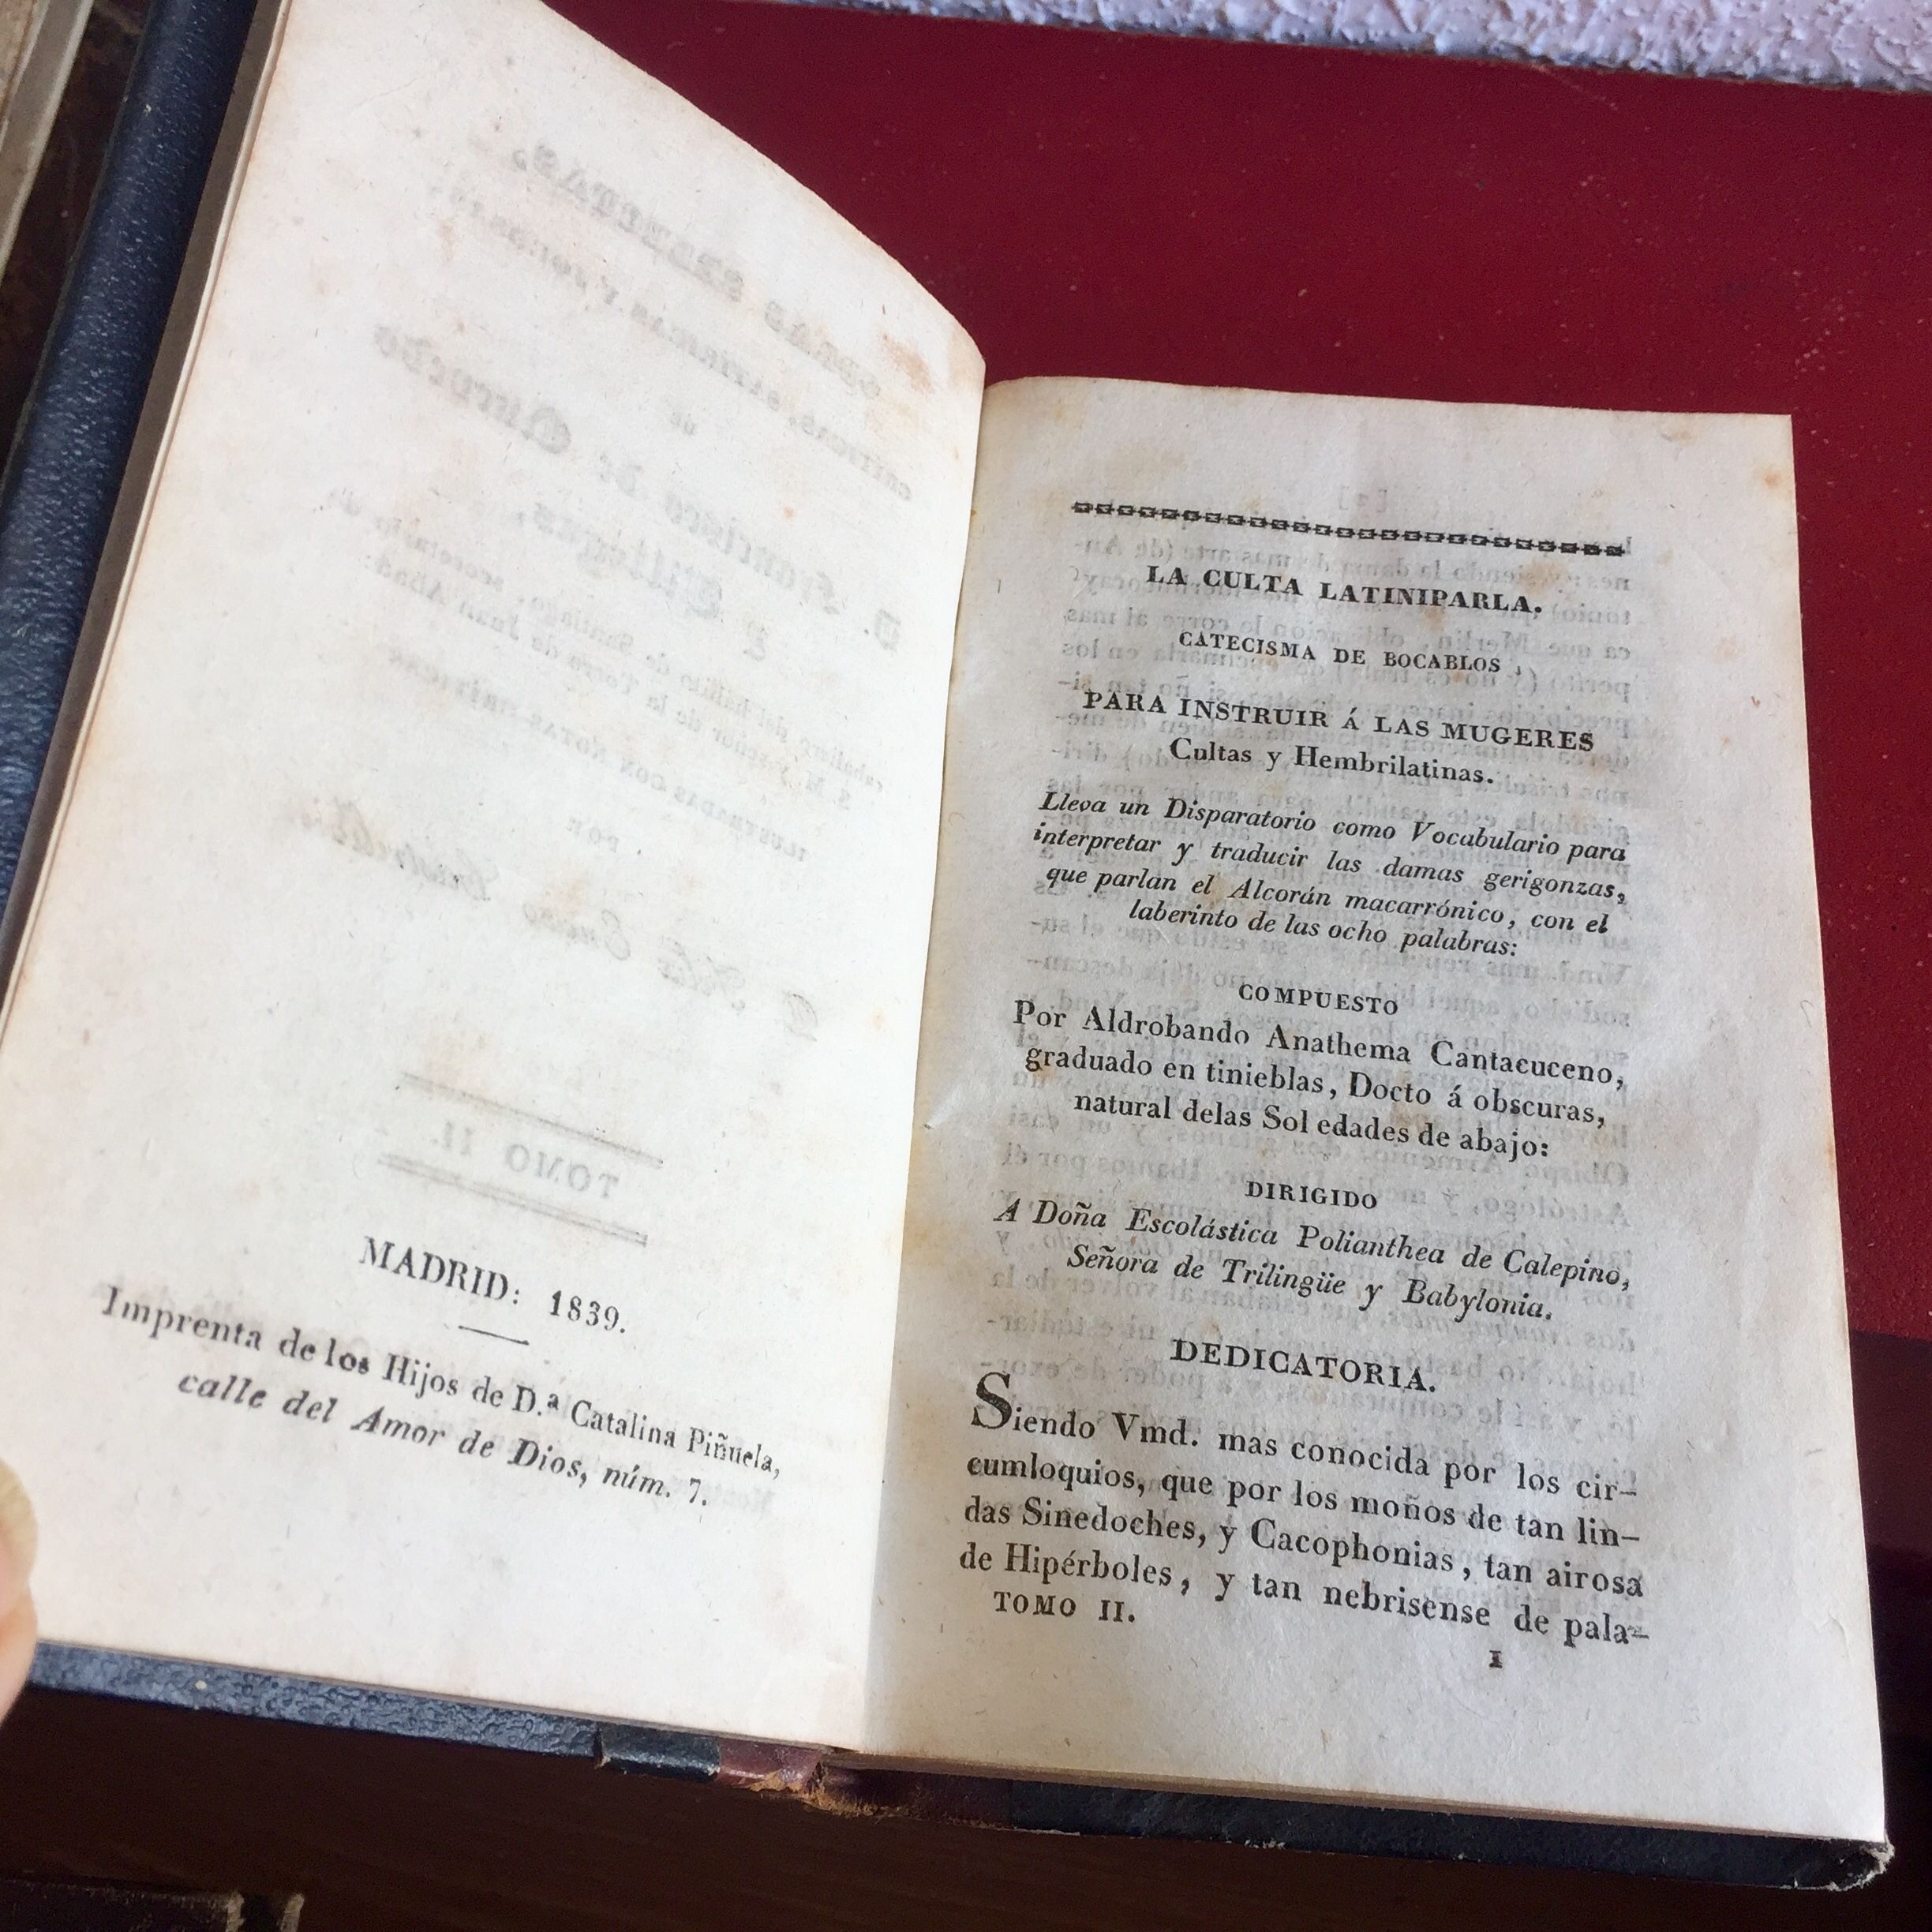 MADRID: 1839.
Imprenta de los Hijos de D.ª Catalina Piñuela,
calle del Amor de Dios, núm. 7.
LA CULTA LATINIPARLA.
CATECISMA DE BOCABLOS
PARA INSTRUIR Á LAS MUGERES
Cultas y Hembrilatinas.
Lleva un Disparatorio como Vocabulario para
interpretar y traducir las damas gerigonzas,
que parlan el Alcorán macarrónico, con el
laberinto de las ocho palabras:
COMPUESTO
Por Aldrobando Anathema Cantacuceno,
graduado en tinieblas, Docto á obscuras,
natural delas Sol edades de abajo:
DIRIGIDO
A Doña Escolástica Polianthea de Calepino,
Señora de Trilingüe y Babylonia.
DEDICATORIA.
Siendo Vmd. mas conocida por los cir-
cumloquios, que por los moños de tan lin-
das Sinedoches, y Cacophonias, tan airosa
de Hipérboles, y tan nebrisense de pala-
TOMO II.
1